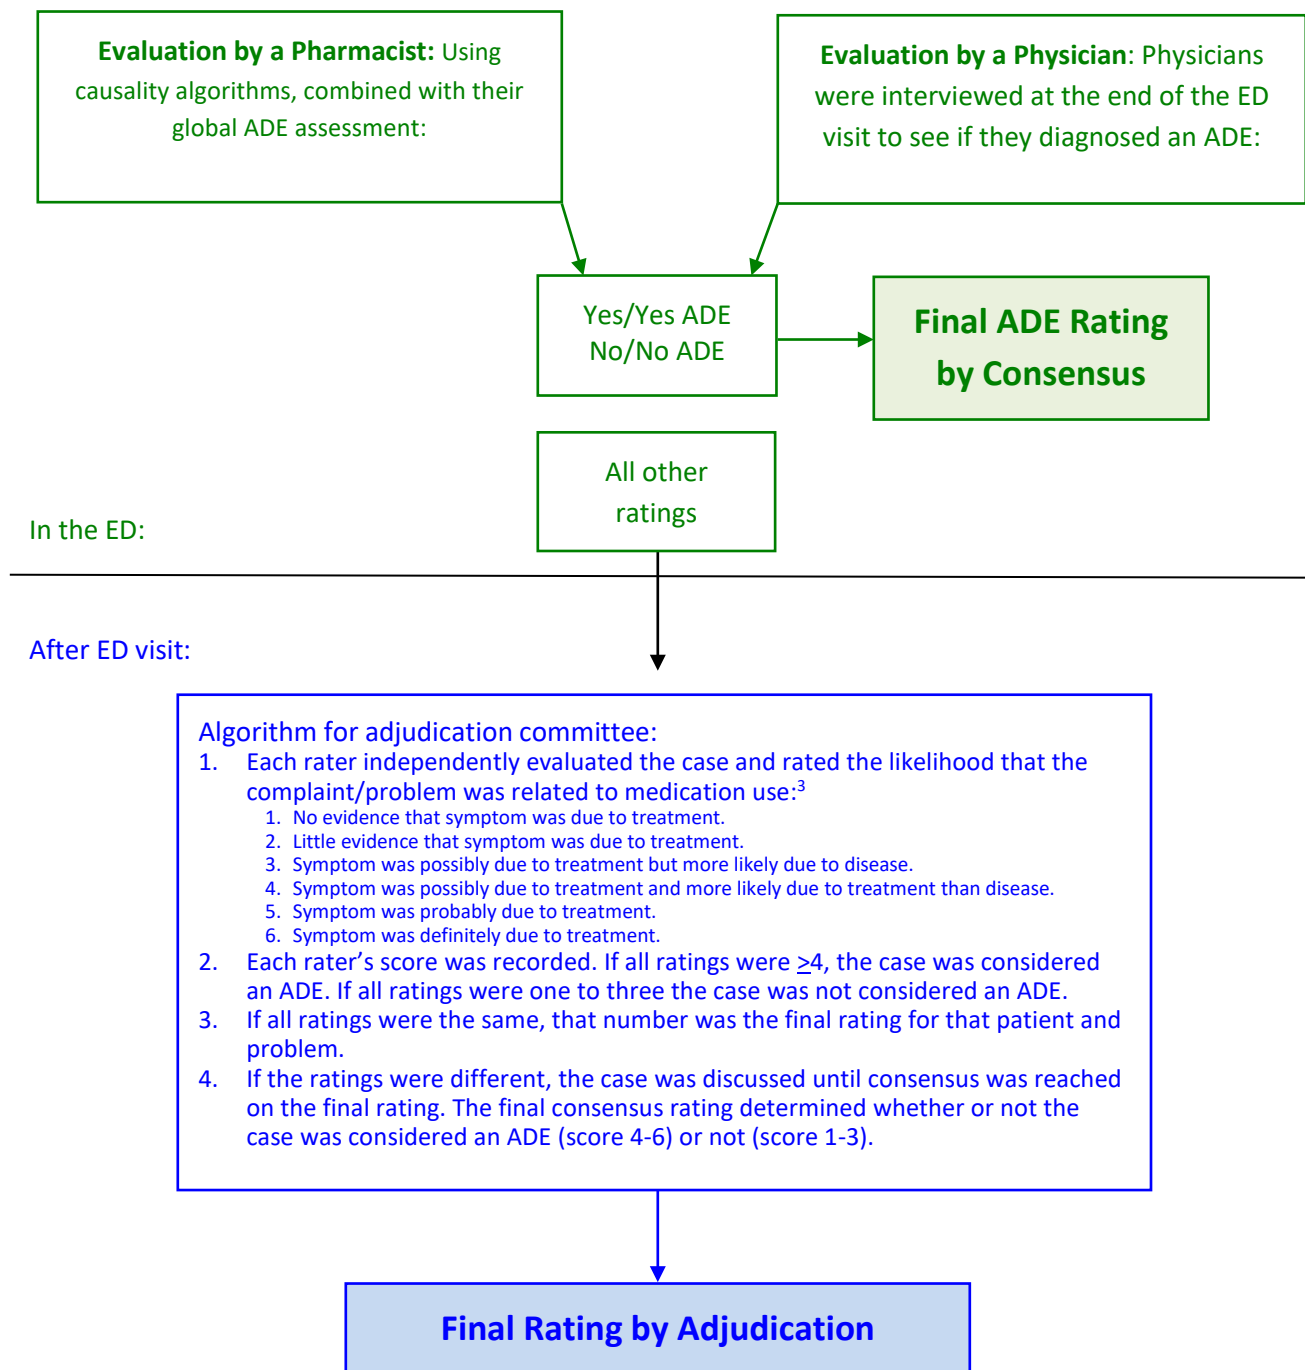 Evaluation by a Pharmacist: Using
causality algorithms, combined with their
global ADE assessment:
Evaluation by a Physician: Physicians
were interviewed at the end of the ED
visit to see if they diagnosed an ADE:
Yes/Yes ADE
No/No ADE
Final ADE Rating
by Consensus
All other
ratings
In the ED:
After ED visit:
Algorithm for adjudication committee:
1. Each rater independently evaluated the case and rated the likelihood that the
complaint/problem was related to medication use:3
1. No evidence that symptom was due to treatment.
2. Little evidence that symptom was due to treatment.
3. Symptom was possibly due to treatment but more likely due to disease.
4. Symptom was possibly due to treatment and more likely due to treatment than disease.
5. Symptom was probably due to treatment.
6. Symptom was definitely due to treatment.
2. Each rater’s score was recorded. If all ratings were >4, the case was considered
an ADE. If all ratings were one to three the case was not considered an ADE.
3. If all ratings were the same, that number was the final rating for that patient and
problem.
4. If the ratings were different, the case was discussed until consensus was reached
on the final rating. The final consensus rating determined whether or not the
case was considered an ADE (score 4-6) or not (score 1-3).
Final Rating by Adjudication